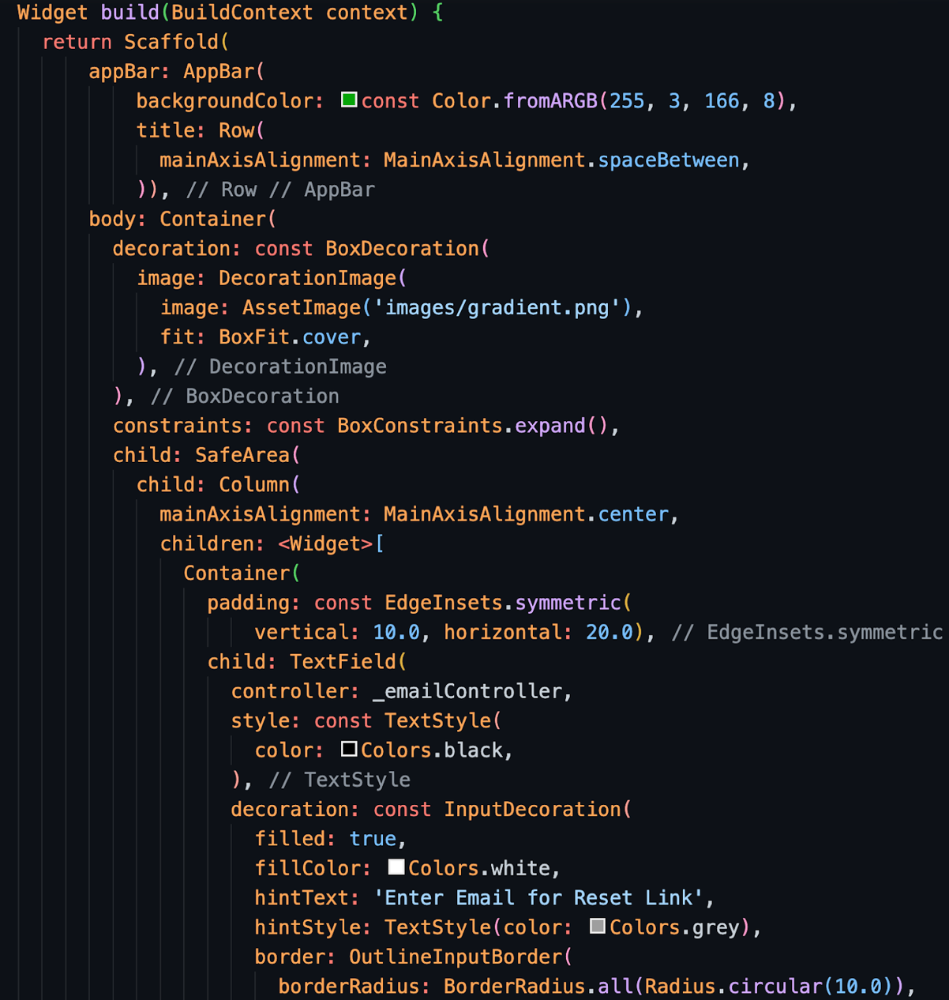 Widget build(BuildContext context) {
return Scaffold(
appBar: AppBar(
backgroundColor: const Color.fromARGB(255, 3, 166, 8),
title: Row(
mainAxisAlignment: MainAxisAlignment.spaceBetween,
)), // Row // AppBar
body: Container(
decoration: const BoxDecoration(
image: DecorationImage(
image: AssetImage('images/gradient.png'),
fit: BoxFit.cover,
), // DecorationImage
), // BoxDecoration
constraints: const BoxConstraints.expand(),
child: SafeArea(
child: Column(
mainAxisAlignment: MainAxisAlignment.center,
children: <Widget>[
Container(
padding: const EdgeInsets.symmetric(
vertical: 10.0, horizontal: 20.0), // EdgeInsets.symmetric
child: TextField(
controller: _emailController,
style: const TextStyle(
color: Colors.black,
), // TextStyle
decoration: const InputDecoration(
filled: true,
fillColor: Colors.white,
hintText: 'Enter Email for Reset Link',
hintStyle: TextStyle(color: Colors.grey),
border: OutlineInputBorder(
borderRadius: BorderRadius.all(Radius.circular(10.0)),